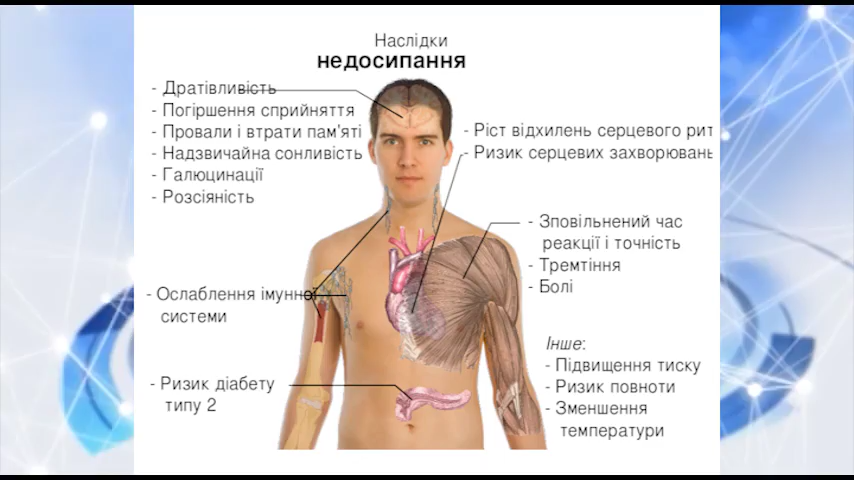 Наслідки
недосипання
- Дратівливість
- Погіршення сприйняття
- Провали і втрати пам'яті
- Надзвичайна сонливість
- Галюцинації
- Розсіяність
- Ріст відхилень серцевого рит
- Ризик серцевих захворювань
- Зповільнений час
реакції і точність
- Тремтіння
- Болі
- Ослаблення імунної
системи
- Ризик діабету
типу 2
Інше:
- Підвищення тиску
- Ризик повноти
- Зменшення
температури